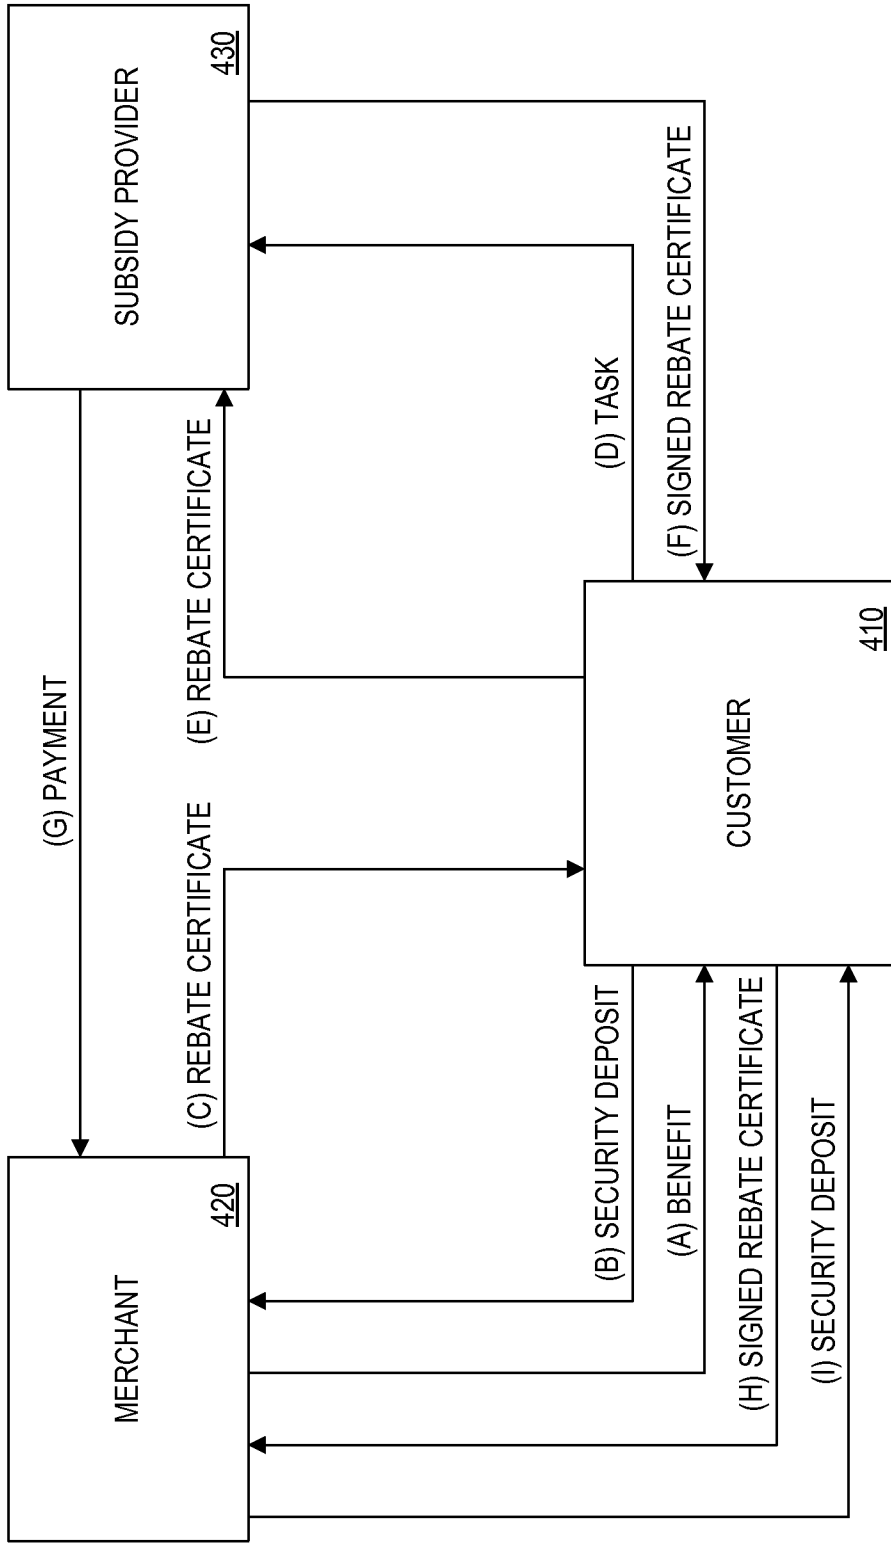 MERCHANT
420
SUBSIDY PROVIDER
430
(G) PAYMENT
(C) REBATE CERTIFICATE
(E) REBATE CERTIFICATE
(B) SECURITY DEPOSIT
(D) TASK
(A) BENEFIT
(F) SIGNED REBATE CERTIFICATE
(H) SIGNED REBATE CERTIFICATE
CUSTOMER
(I) SECURITY DEPOSIT
410